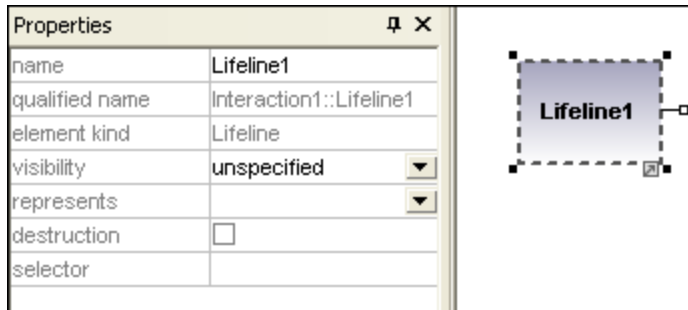 Properties
name Lifeline1
qualified name Interaction1::Lifeline1
element kind Lifeline
visibility unspecified
represents
destruction
selector
Lifeline1